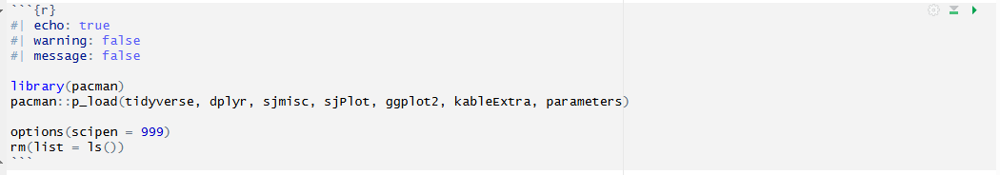 ```{r}
#| echo: true
#| warning: false
#| message: false
library(pacman)
pacman::p_load(tidyverse, dplyr, sjmisc, sjPlot, ggplot2, kableExtra, parameters)
options(scipen = 999)
rm(list = ls())
```